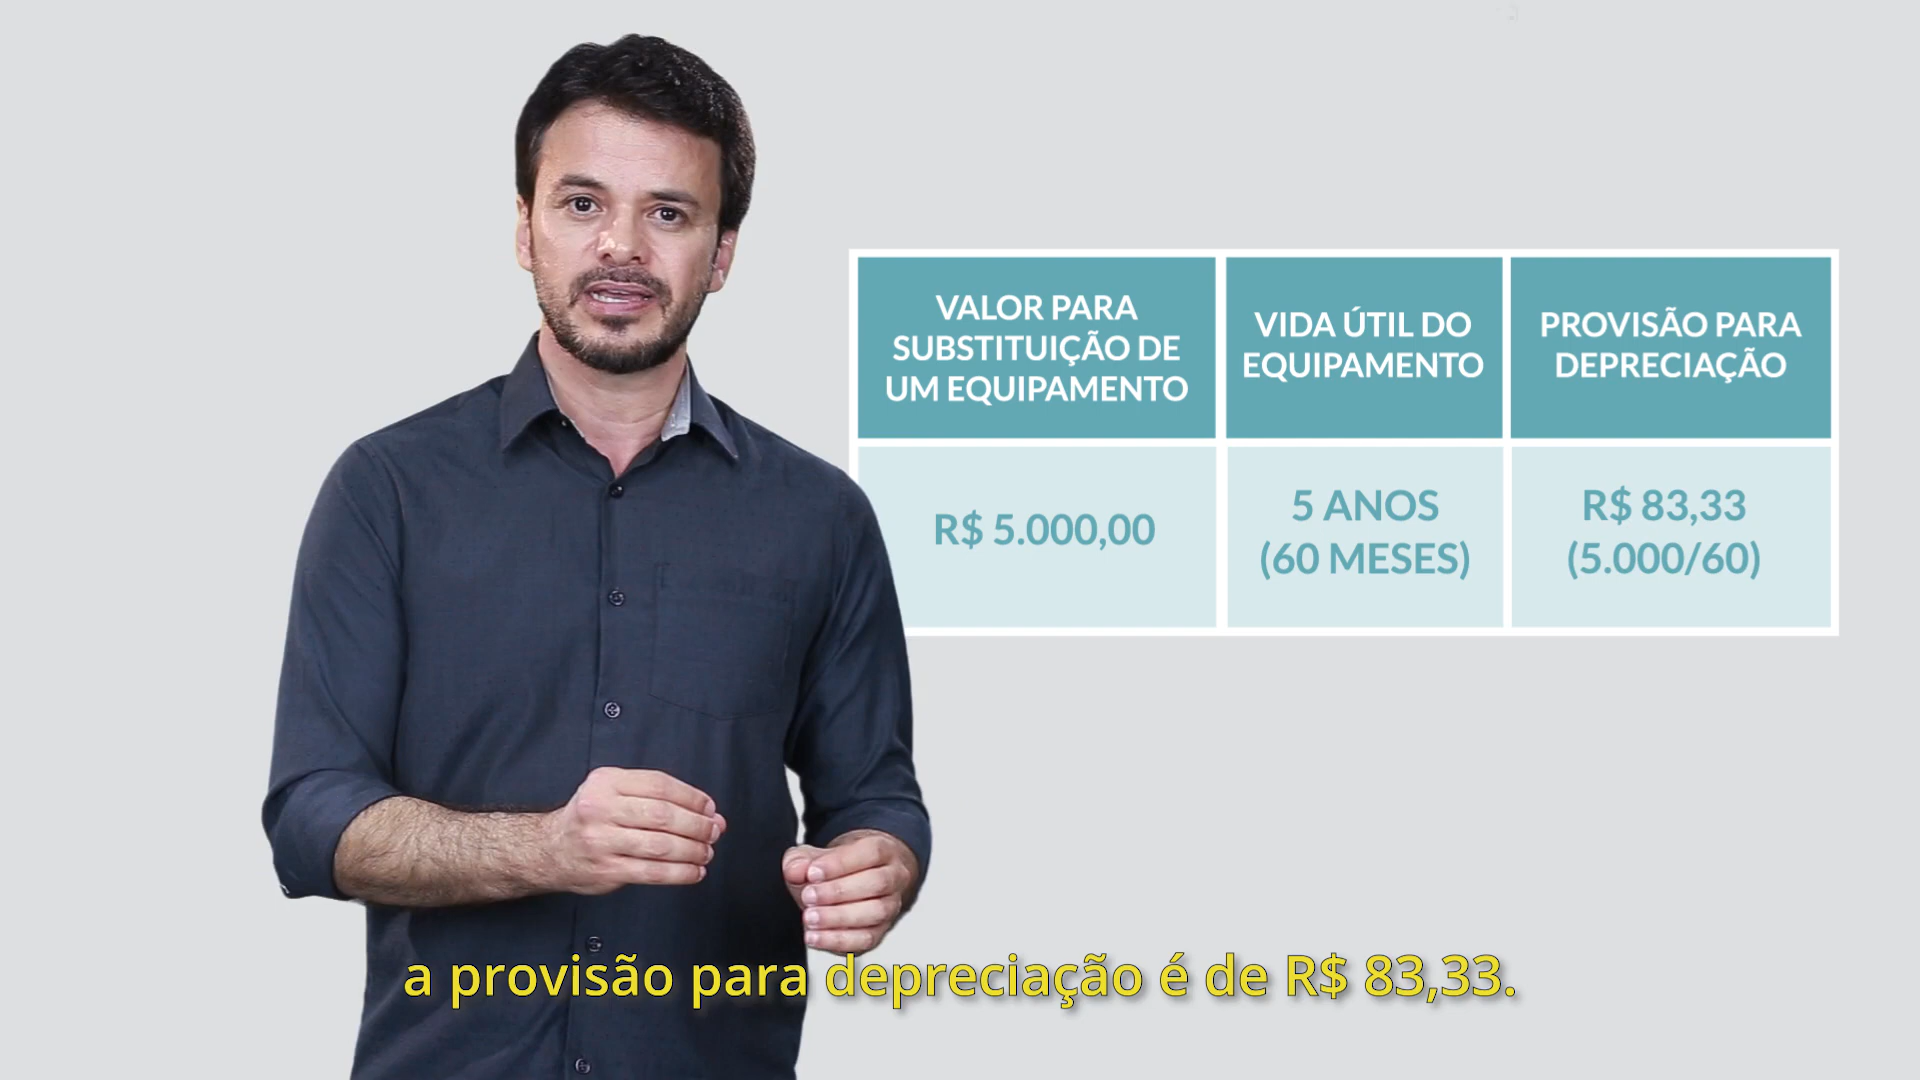 VALOR PARA
SUBSTITUIÇÃO DE
UM EQUIPAMENTO
VIDA ÚTIL DO
EQUIPAMENTO
PROVISÃO PARA
DEPRECIAÇÃO
R$ 5.000,00
5 ANOS
(60 MESES)
R$ 83,33
(5.000/60)
a provisão para depreciação é de R$ 83,33.